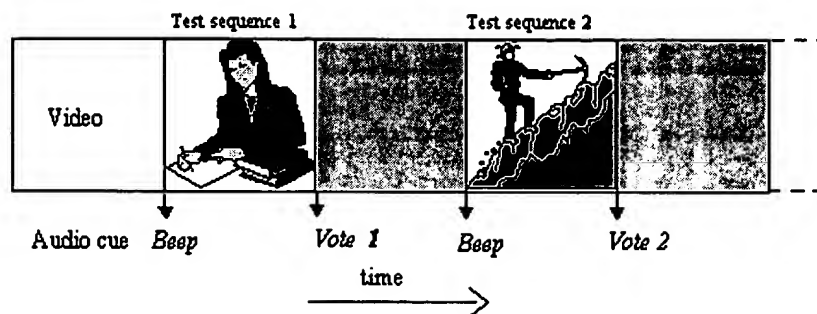 Test sequence 1 Test sequence 2
Video
Audio cue Beep Vote 1 Beep Vote 2
time